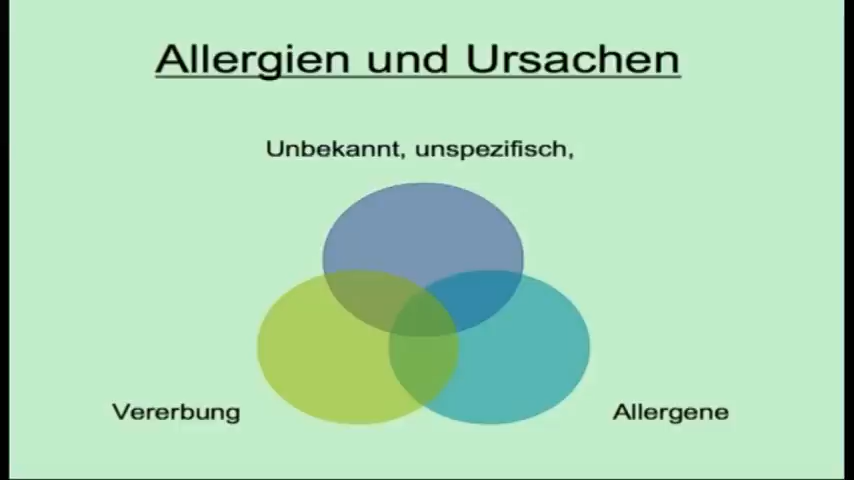 Allergien und Ursachen
Unbekannt, unspezifisch,
Vererbung
Allergene